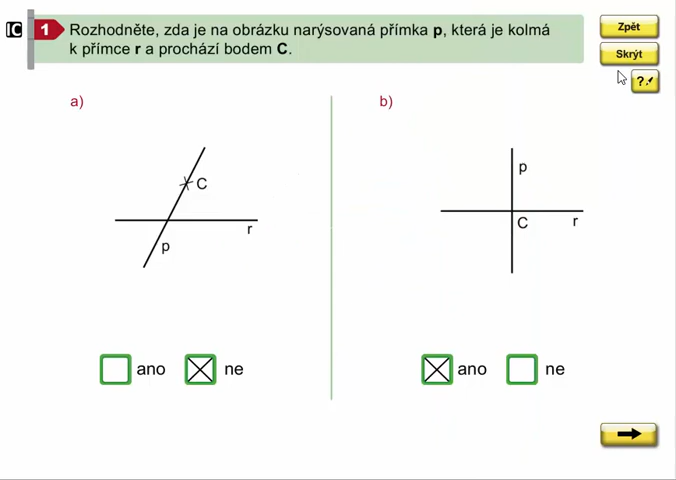 IC
1 Rozhodněte, zda je na obrázku narýsovaná přímka p, která je kolmá
k přímce r a prochází bodem C.
Zpět
Skrýt
?
a)
C
r
p
ano
ne
b)
p
C
r
ano
ne